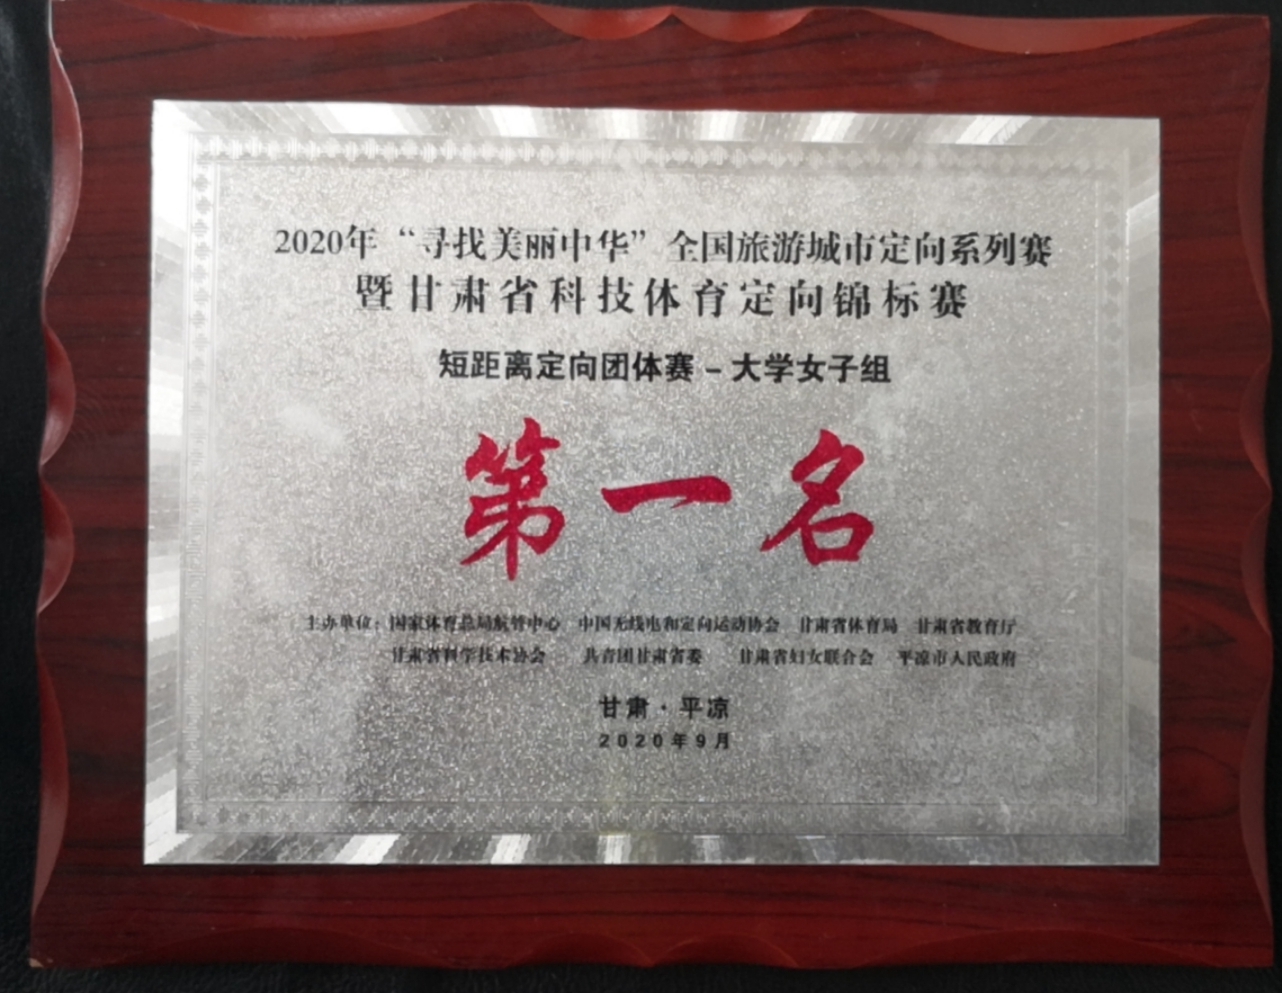 2020年“寻找美丽中华”全国旅游城市定向系列赛
暨甘肃省科技体育定向锦标赛
短距离定向团体赛－大学女子组
第一名
主办单位：国家体育总局航管中心 中国无线电和定向运动协会 甘肃省体育局 甘肃省教育厅
甘肃省科学技术协会 共青团甘肃省委 甘肃省妇女联合会 平凉市人民政府
甘肃·平凉
2020年9月